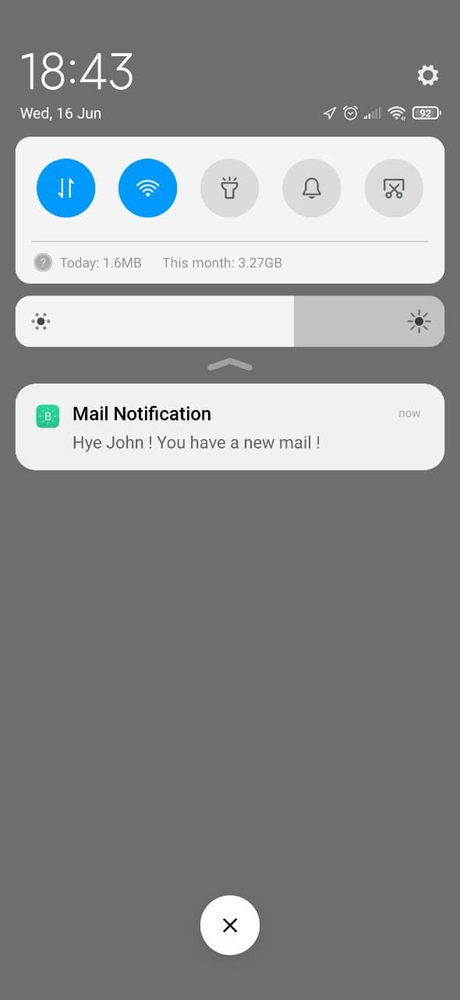 18:43
Wed, 16 Jun
92
? Today: 1.6MB This month: 3.27GB
B Mail Notification now
Hye John ! You have a new mail !